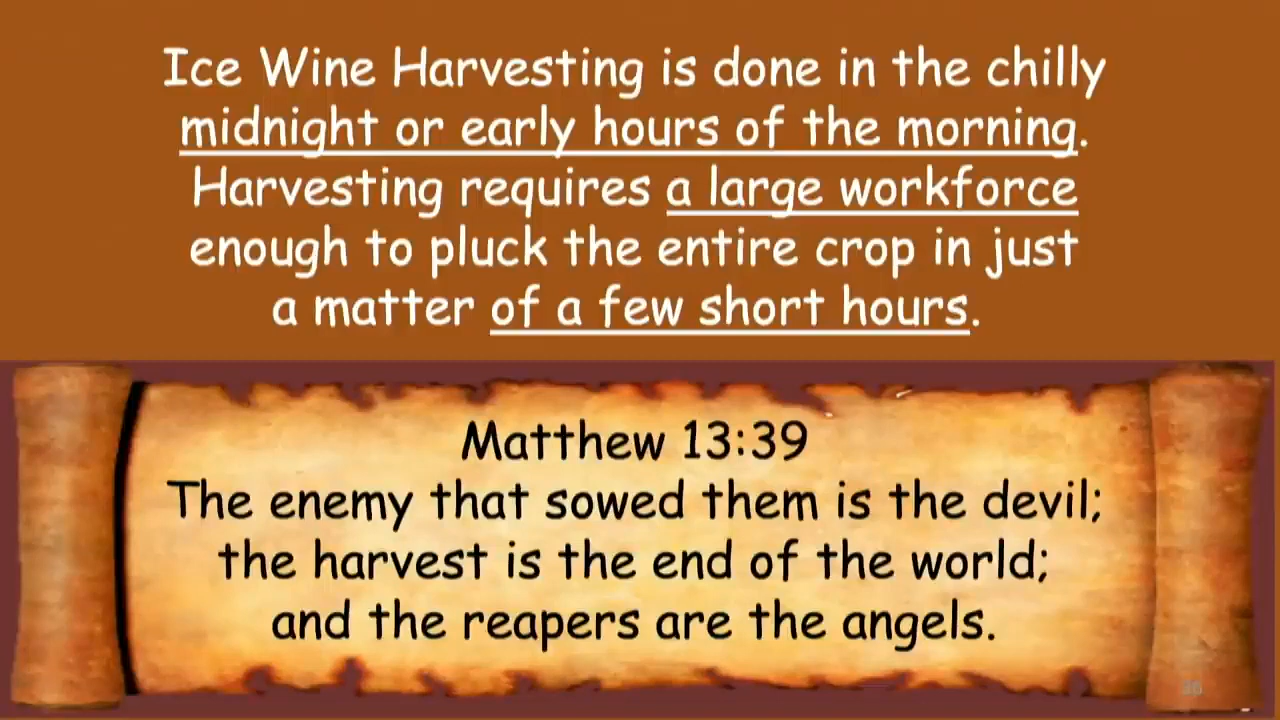 Ice Wine Harvesting is done in the chilly
midnight or early hours of the morning.
Harvesting requires a large workforce
enough to pluck the entire crop in just
a matter of a few short hours.
Matthew 13:39
The enemy that sowed them is the devil;
the harvest is the end of the world;
and the reapers are the angels.